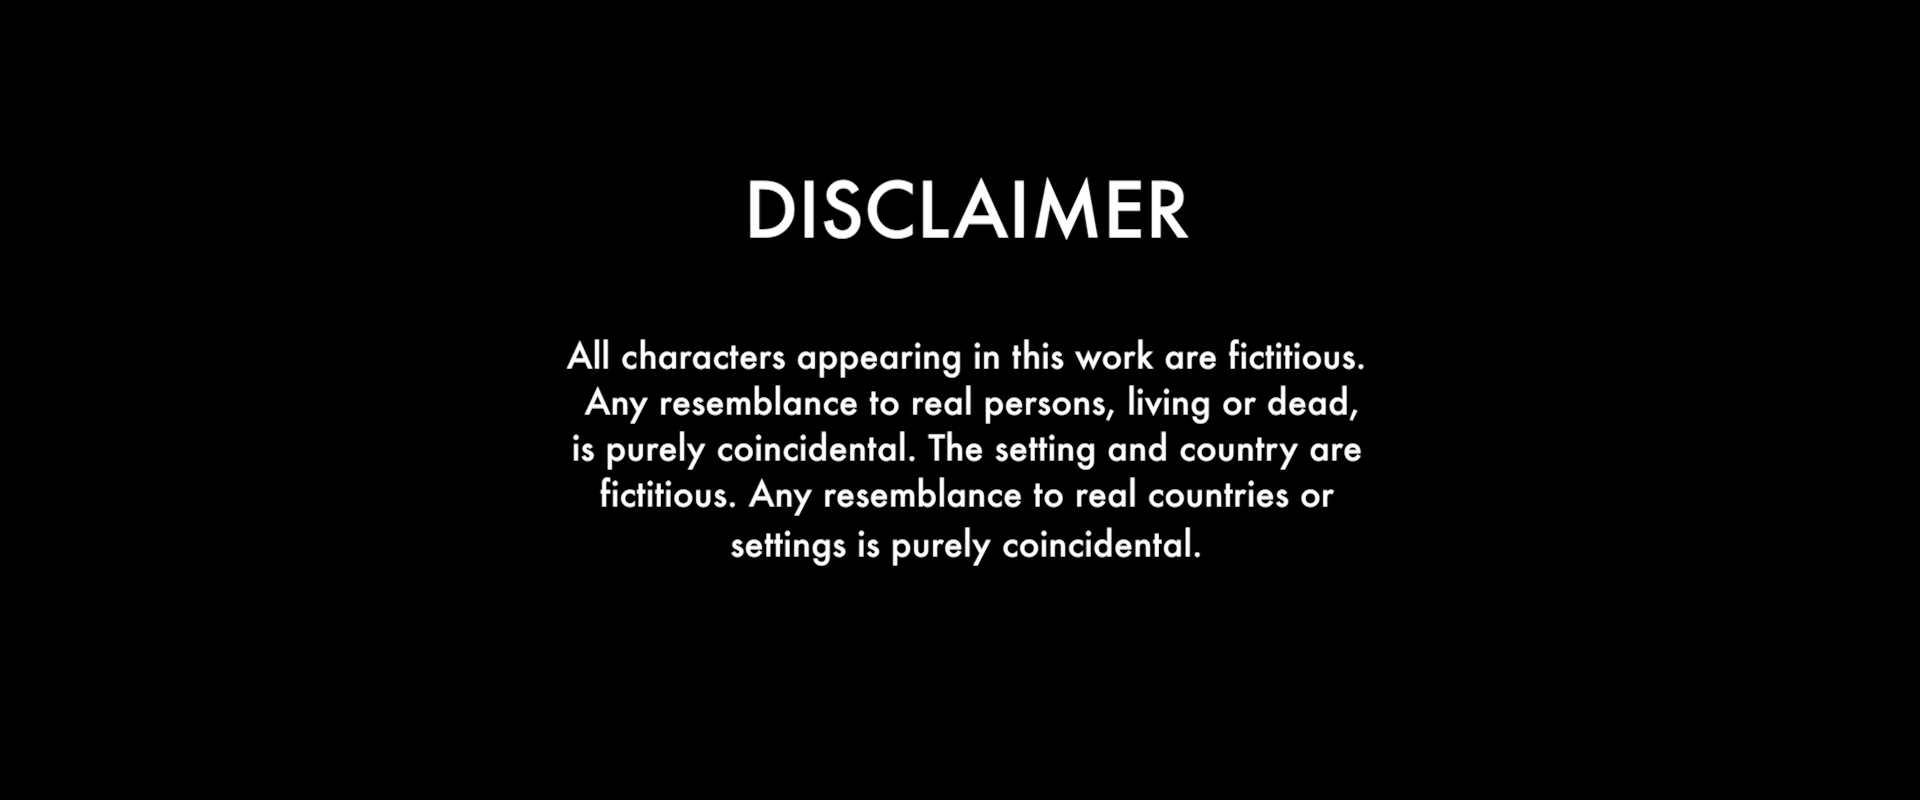 DISCLAIMER
All characters appearing in this work are fictitious.
Any resemblance to real persons, living or dead,
is purely coincidental. The setting and country are
fictitious. Any resemblance to real countries or
settings is purely coincidental.